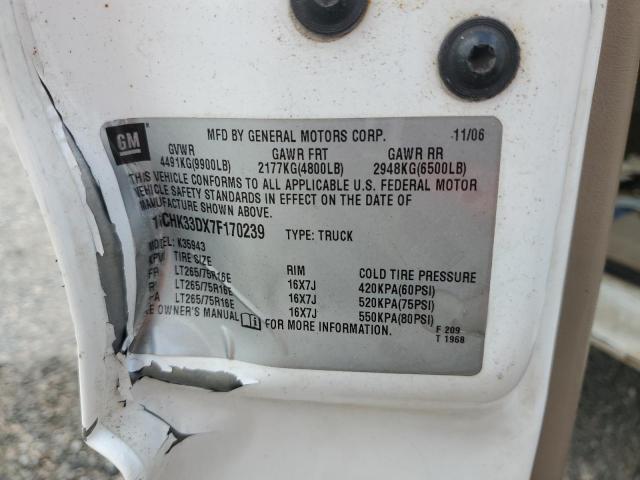 GM
MFD BY GENERAL MOTORS CORP. 11/06
GVWR GAWR FRT GAWR RR
4491KG(9900LB) 2177KG(4800LB) 2948KG(6500LB)
THIS VEHICLE CONFORMS TO ALL APPLICABLE U.S. FEDERAL MOTOR
VEHICLE SAFETY STANDARDS IN EFFECT ON THE DATE OF
MANUFACTURE SHOWN ABOVE.
CHK33DX7F170239 TYPE: TRUCK
MODEL: K35943
TIRE SIZE RIM COLD TIRE PRESSURE
LT265/75R16E 16X7J 420KPA(60PSI)
LT265/75R16E 16X7J 520KPA(75PSI)
LT265/75R16E 16X7J 550KPA(80PSI)
OWNER'S MANUAL FOR MORE INFORMATION.
F 209
T 1968